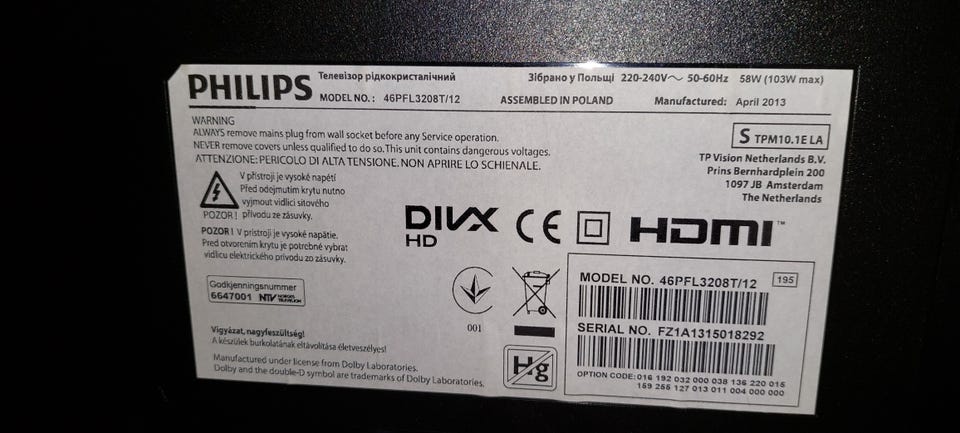 PHILIPS
Телевізор рідкокристалічний
Зібрано у Польщі 220-240V～ 50-60Hz 58W (103W max)
MODEL NO.: 46PFL3208T/12 ASSEMBLED IN POLAND Manufactured: April 2013
WARNING
ALWAYS remove mains plug from wall socket before any Service operation.
NEVER remove covers unless qualified to do so. This unit contains dangerous voltages.
ATTENZIONE: PERICOLO DI ALTA TENSIONE. NON APRIRE LO SCHIENALE.
S TPM10.1E LA
TP Vision Netherlands B.V.
Prins Bernhardplein 200
1097 JB Amsterdam
The Netherlands
V přístroji je vysoké napětí
Před odejmutím krytu nutno
vyjmout vidlici síťového
POZOR! přívodu ze zásuvky.
POZOR! V prístroji je vysoké napätie.
Pred otvorením krytu je potrebné vybrat
vidlicu elektrického prívodu zo zásuvky.
DIVX
HD
CE
HDMI™
Godkjenningsnummer
6647001 NTV NORGES TELEVISJON
001
Vigyázat, nagyfeszültség!
A készülek burkolatának eltávolítása életveszélyes!
Manufactured under license from Dolby Laboratories.
Dolby and the double-D symbol are trademarks of Dolby Laboratories.
Hg
MODEL NO. 46PFL3208T/12 195
SERIAL NO. FZ1A1315018292
OPTION CODE: 016 192 032 000 038 136 220 015
159 255 127 013 011 004 000 000